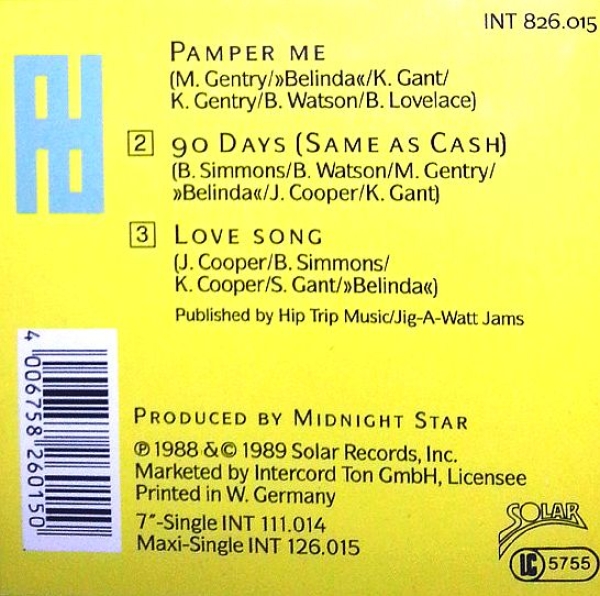 INT 826.015
PAMPER ME
(M. Gentry/»Belinda«/K. Gant/
K. Gentry/B. Watson/B. Lovelace)
2 90 DAYS (SAME AS CASH)
(B. Simmons/B. Watson/M. Gentry/
»Belinda«/J. Cooper/K. Gant)
3 LOVE SONG
(J. Cooper/B. Simmons/
K. Cooper/S. Gant/»Belinda«)
Published by Hip Trip Music/Jig-A-Watt Jams
4 006758 260150
PRODUCED BY MIDNIGHT STAR
℗ 1988 & © 1989 Solar Records, Inc.
Marketed by Intercord Ton GmbH, Licensee
Printed in W. Germany
7″-Single INT 111.014
Maxi-Single INT 126.015
SOLAR
LC 5755